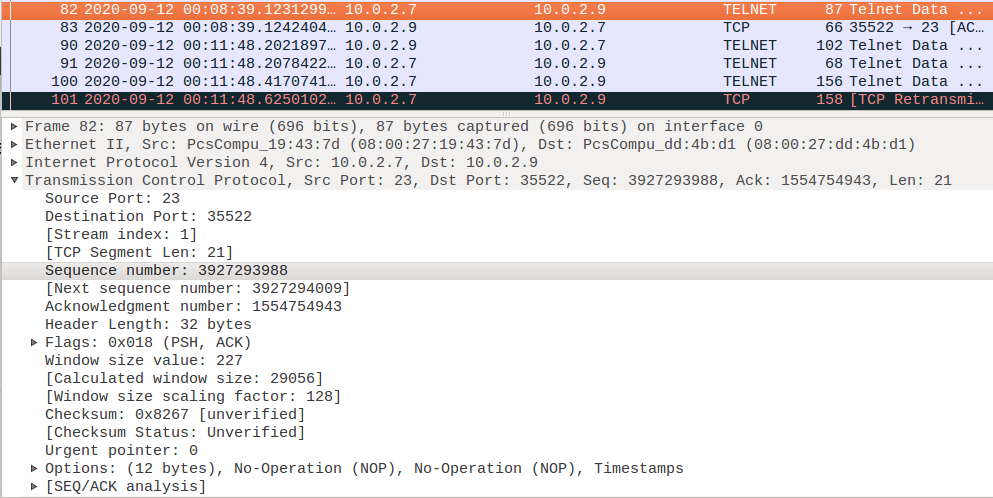 82 2020-09-12 00:08:39.1231299… 10.0.2.7 10.0.2.9 TELNET 87 Telnet Data ...
83 2020-09-12 00:08:39.1242404… 10.0.2.9 10.0.2.7 TCP 66 35522 → 23 [AC…
90 2020-09-12 00:11:48.2021897… 10.0.2.9 10.0.2.7 TELNET 102 Telnet Data ...
91 2020-09-12 00:11:48.2078422… 10.0.2.7 10.0.2.9 TELNET 68 Telnet Data ...
100 2020-09-12 00:11:48.4170741… 10.0.2.7 10.0.2.9 TELNET 156 Telnet Data ...
101 2020-09-12 00:11:48.6250102… 10.0.2.7 10.0.2.9 TCP 158 [TCP Retransmi…
Frame 82: 87 bytes on wire (696 bits), 87 bytes captured (696 bits) on interface 0
Ethernet II, Src: PcsCompu_19:43:7d (08:00:27:19:43:7d), Dst: PcsCompu_dd:4b:d1 (08:00:27:dd:4b:d1)
Internet Protocol Version 4, Src: 10.0.2.7, Dst: 10.0.2.9
Transmission Control Protocol, Src Port: 23, Dst Port: 35522, Seq: 3927293988, Ack: 1554754943, Len: 21
Source Port: 23
Destination Port: 35522
[Stream index: 1]
[TCP Segment Len: 21]
Sequence number: 3927293988
[Next sequence number: 3927294009]
Acknowledgment number: 1554754943
Header Length: 32 bytes
Flags: 0x018 (PSH, ACK)
Window size value: 227
[Calculated window size: 29056]
[Window size scaling factor: 128]
Checksum: 0x8267 [unverified]
[Checksum Status: Unverified]
Urgent pointer: 0
Options: (12 bytes), No-Operation (NOP), No-Operation (NOP), Timestamps
[SEQ/ACK analysis]